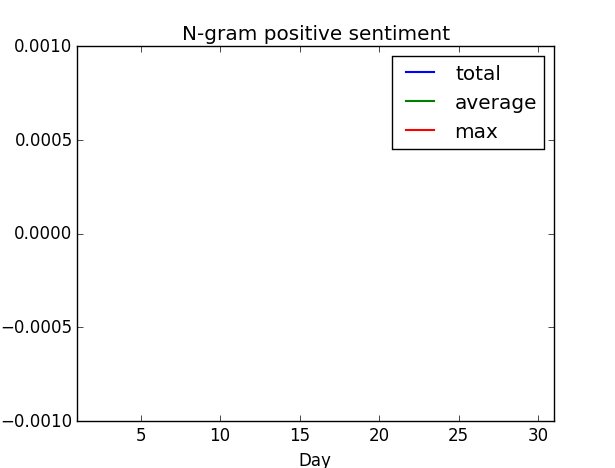 N-gram positive sentiment
0.0010
0.0005
0.0000
−0.0005
−0.0010
total
average
max
5 10 15 20 25 30
Day